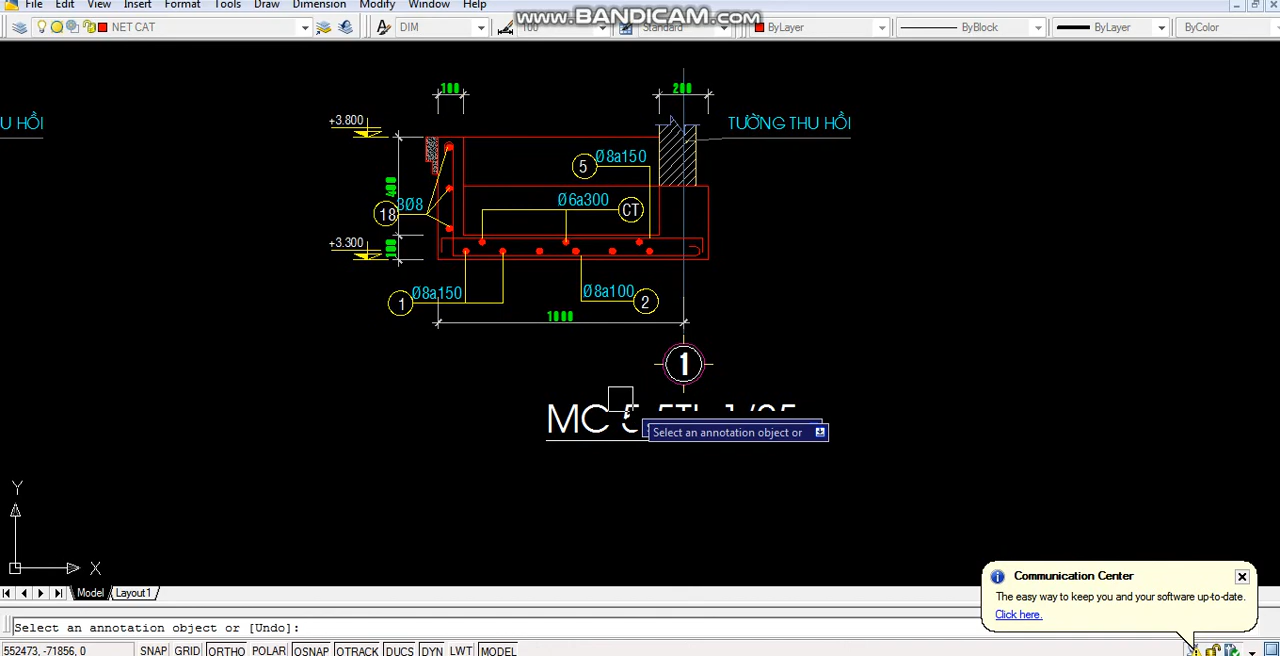 File Edit View Insert Format Tools Draw Dimension Modify Window Help
www.BANDICAM.com
NET CAT DIM 100 Standard ByLayer ByBlock ByLayer ByColor
100 200
U HỒI
+3.800
TƯỜNG THU HỒI
5 Ø8a150
400
18 3Ø8
Ø6a300 CT
+3.300
100
1 Ø8a150
Ø8a100 2
1000
1
MC
Select an annotation object or
Y
X
Communication Center
The easy way to keep you and your software up-to-date.
Click here.
Model Layout1
Select an annotation object or [Undo]:
552473, -71856, 0 SNAP GRID ORTHO POLAR OSNAP OTRACK DUCS DYN LWT MODEL